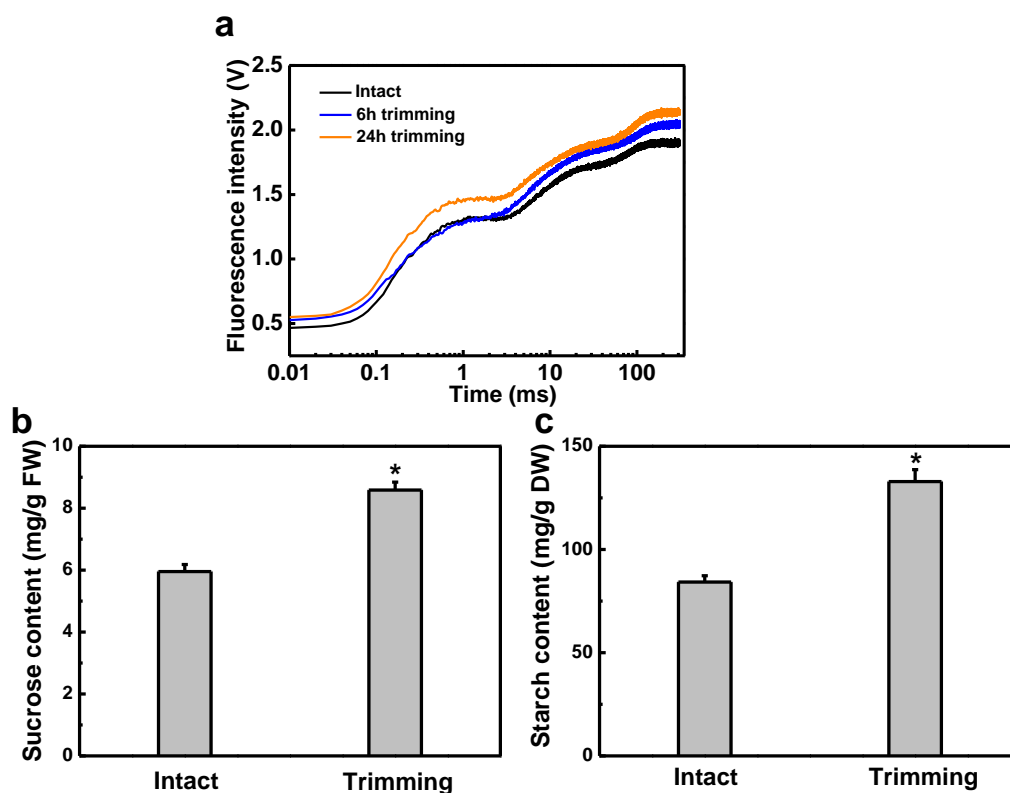 a
Fluorescence intensity (V)
2.5
2.0
1.5
1.0
0.5
Intact
6h trimming
24h trimming
0.01 0.1 1 10 100
Time (ms)
b
Sucrose content (mg/g FW)
10
8
6
4
2
0
*
Intact Trimming
c
Starch content (mg/g DW)
150
100
50
0
*
Intact Trimming